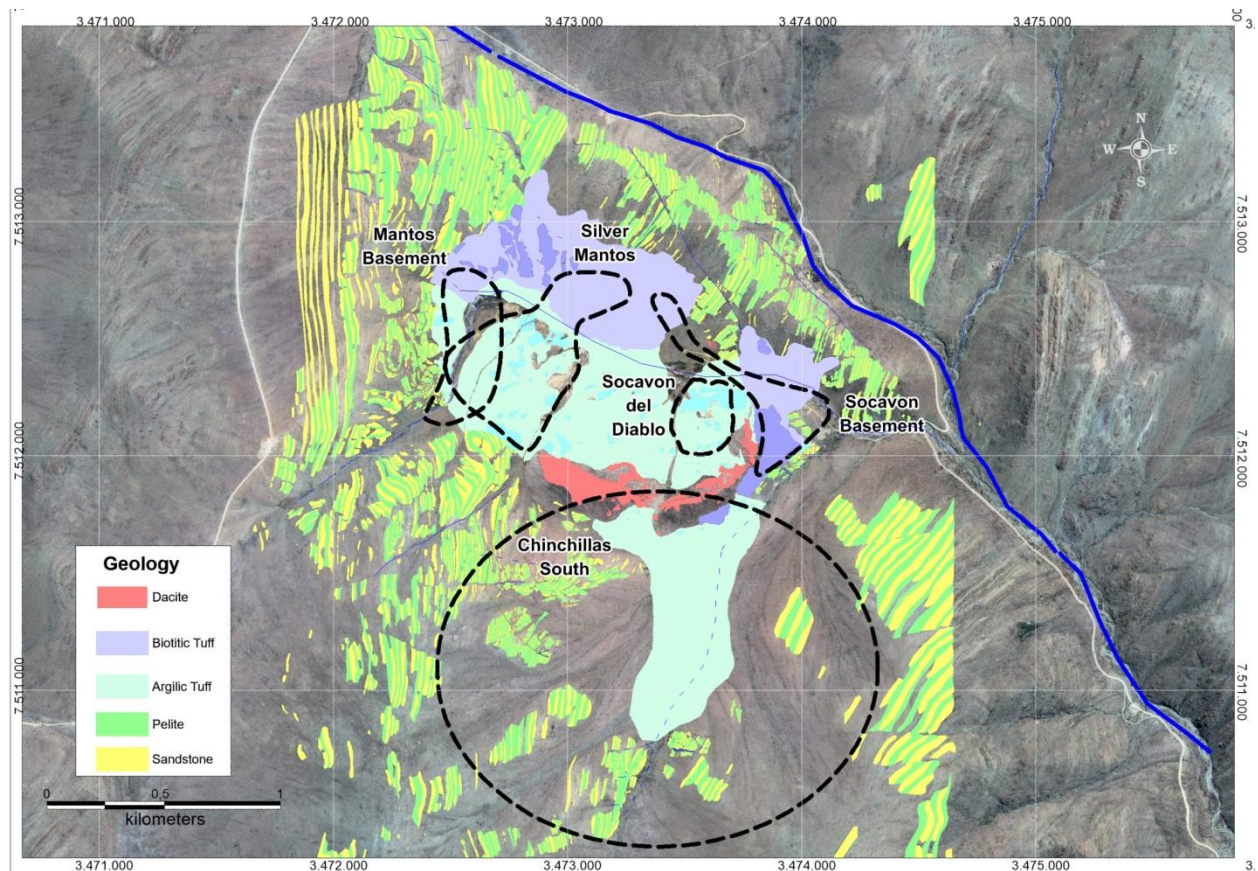 3.471.000 3.472.000 3.473.000 3.474.000 3.475.000
N
W E
S
7.513.000
7.513.000
Mantos
Basement
Silver
Mantos
Socavon
del
Diablo
Socavon
Basement
7.512.000
7.512.000
Chinchillas
South
Geology
Dacite
Biotitic Tuff
Argilic Tuff
Pelite
Sandstone
7.511.000
7.511.000
0 0,5 1
kilometers
3.471.000 3.472.000 3.473.000 3.474.000 3.475.000